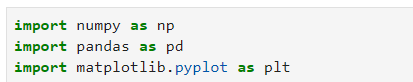 import numpy as np
import pandas as pd
import matplotlib.pyplot as plt